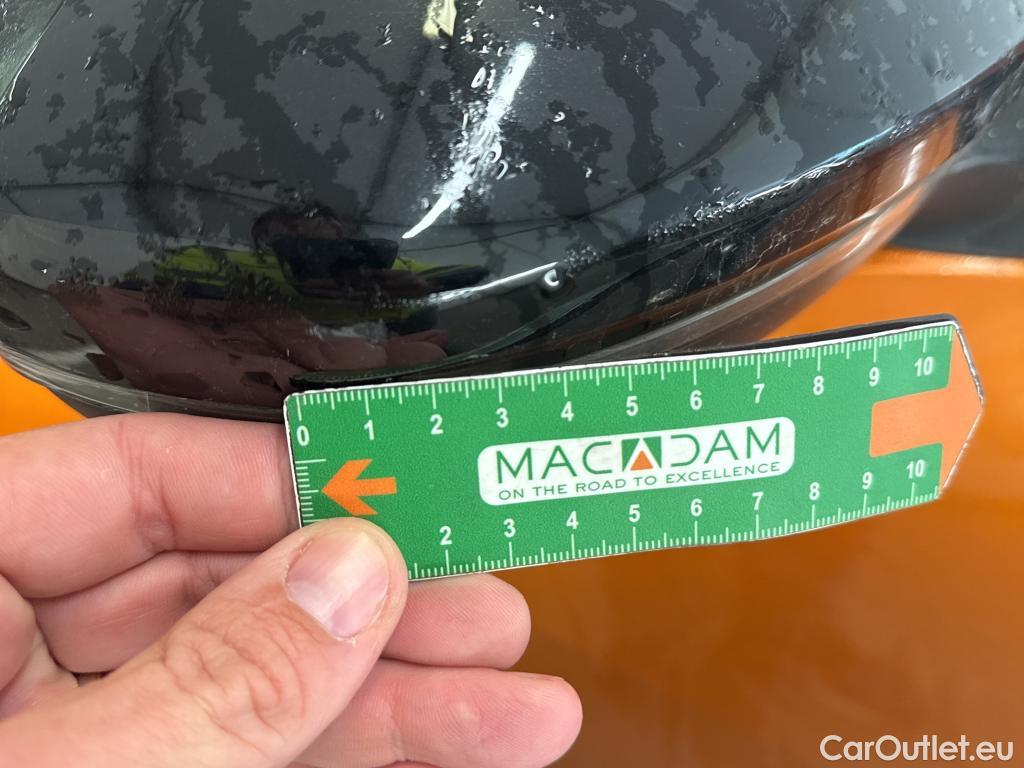 0 1 2 3 4 5 6 7 8 9 10
MACADAM
ON THE ROAD TO EXCELLENCE
2 3 4 5 6 7 8 9 10
CarOutlet.eu